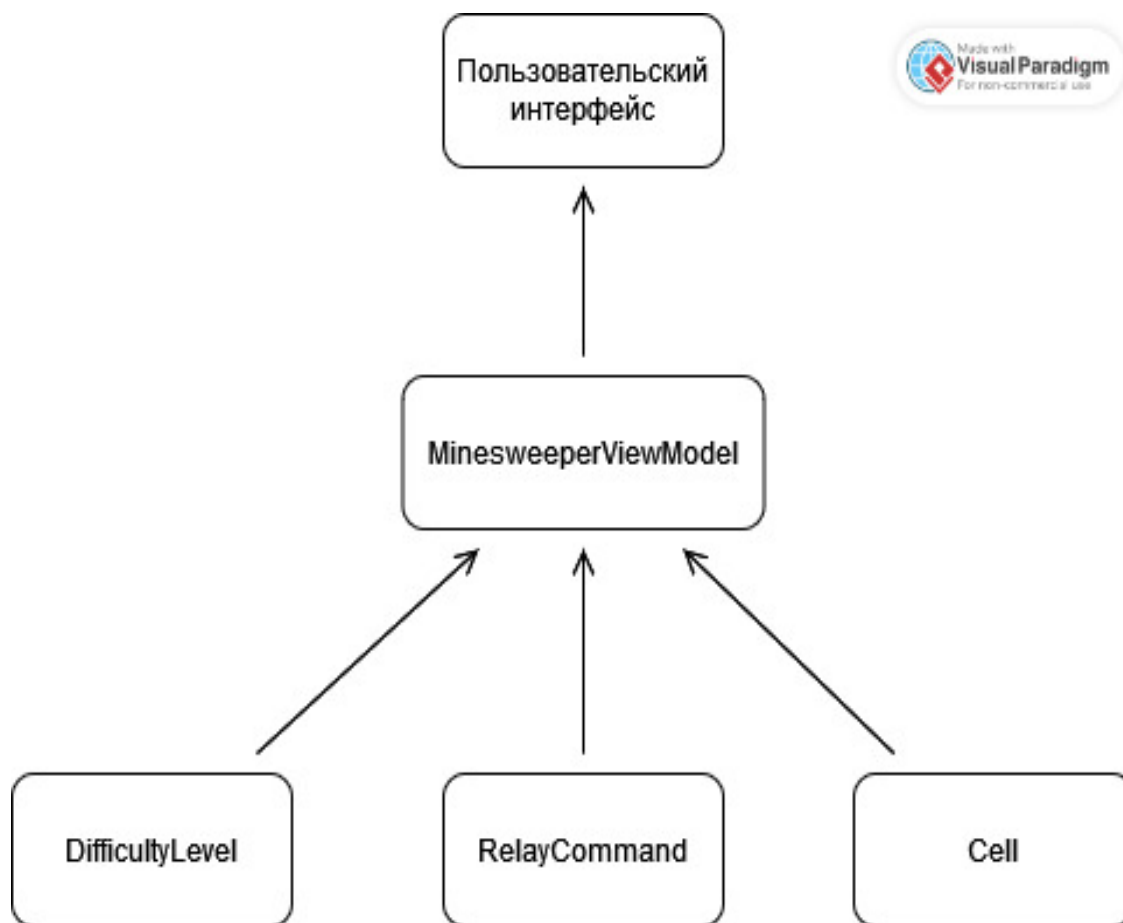 Пользовательский
интерфейс
Made with
Visual Paradigm
For non-commercial use
MinesweeperViewModel
DifficultyLevel
RelayCommand
Cell